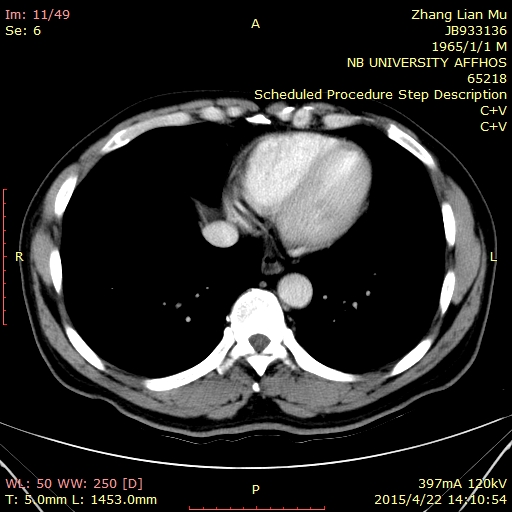 Im: 11/49
Se: 6
A
Zhang Lian Mu
JB933136
1965/1/1 M
NB UNIVERSITY AFFHOS
65218
Scheduled Procedure Step Description
C+V
C+V
R
L
WL: 50 WW: 250 [D]
T: 5.0mm L: 1453.0mm
P
397mA 120kV
2015/4/22 14:10:54